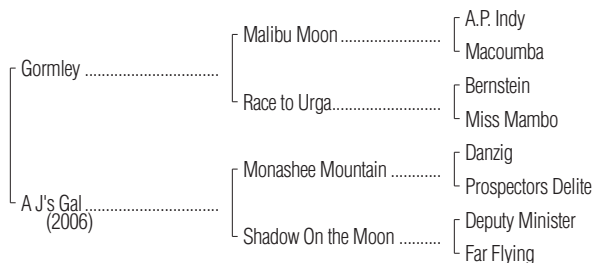 A.P. Indy
Malibu Moon ....................
Macoumba
Gormley ...........................
Bernstein
Race to Urga......................
Miss Mambo
Danzig
Monashee Mountain ...........
Prospectors Delite
A J's Gal ...........................
(2006)
Deputy Minister
Shadow On the Moon .........
Far Flying